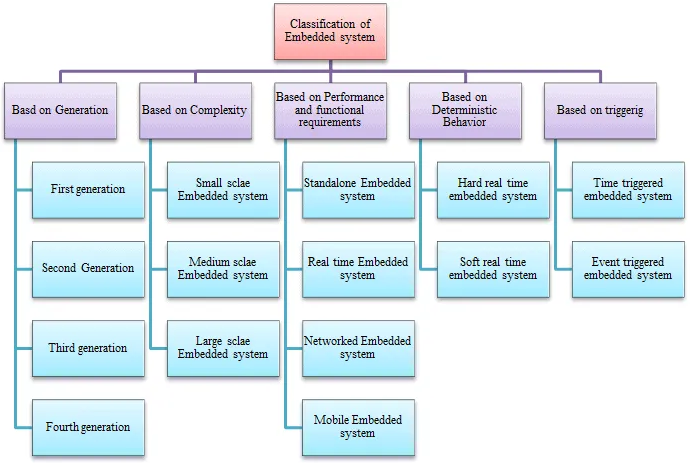 Classification of
Embedded system
Basd on Generation
Based on Complexity
Based on Performance
and functional
requirements
Based on
Deterministic
Behavior
Based on triggerig
First generation
Small sclae
Embedded system
Standalone Embedded
system
Hard real time
embedded system
Time triggered
embedded system
Second Generation
Medium sclae
Embedded system
Real time Embedded
system
Soft real time
embedded system
Event triggered
embedded system
Third generation
Large sclae
Embedded system
Networked Embedded
system
Fourth generation
Mobile Embedded
system